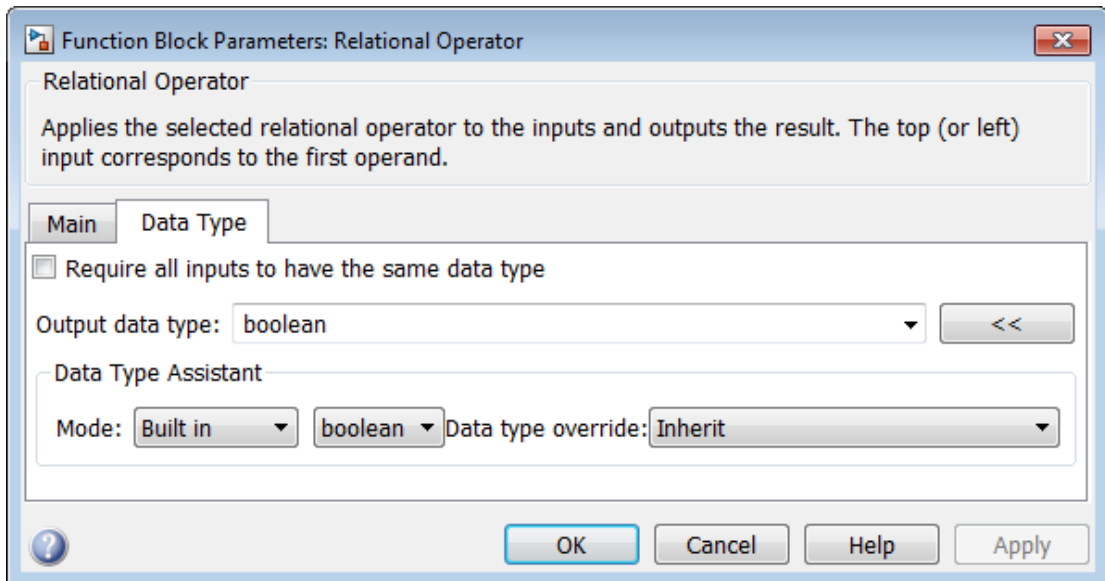 Function Block Parameters: Relational Operator
Relational Operator
Applies the selected relational operator to the inputs and outputs the result. The top (or left)
input corresponds to the first operand.
Main Data Type
Require all inputs to have the same data type
Output data type: boolean <<
Data Type Assistant
Mode: Built in boolean Data type override: Inherit
? OK Cancel Help Apply